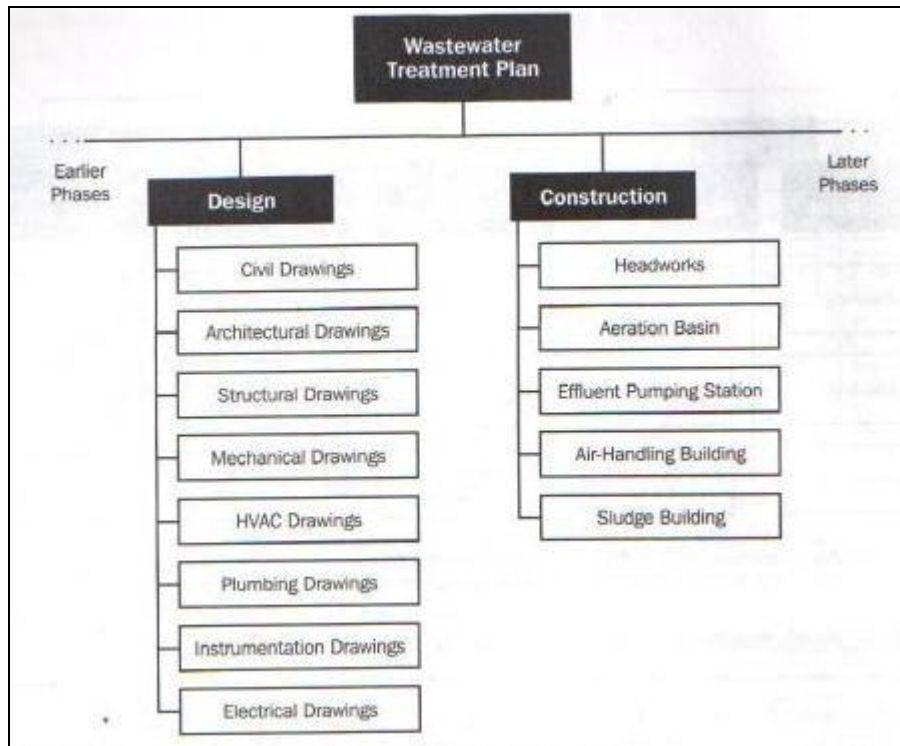 Wastewater
Treatment Plan
Earlier
Phases
Later
Phases
Design
Civil Drawings
Architectural Drawings
Structural Drawings
Mechanical Drawings
HVAC Drawings
Plumbing Drawings
Instrumentation Drawings
Electrical Drawings
Construction
Headworks
Aeration Basin
Effluent Pumping Station
Air-Handling Building
Sludge Building